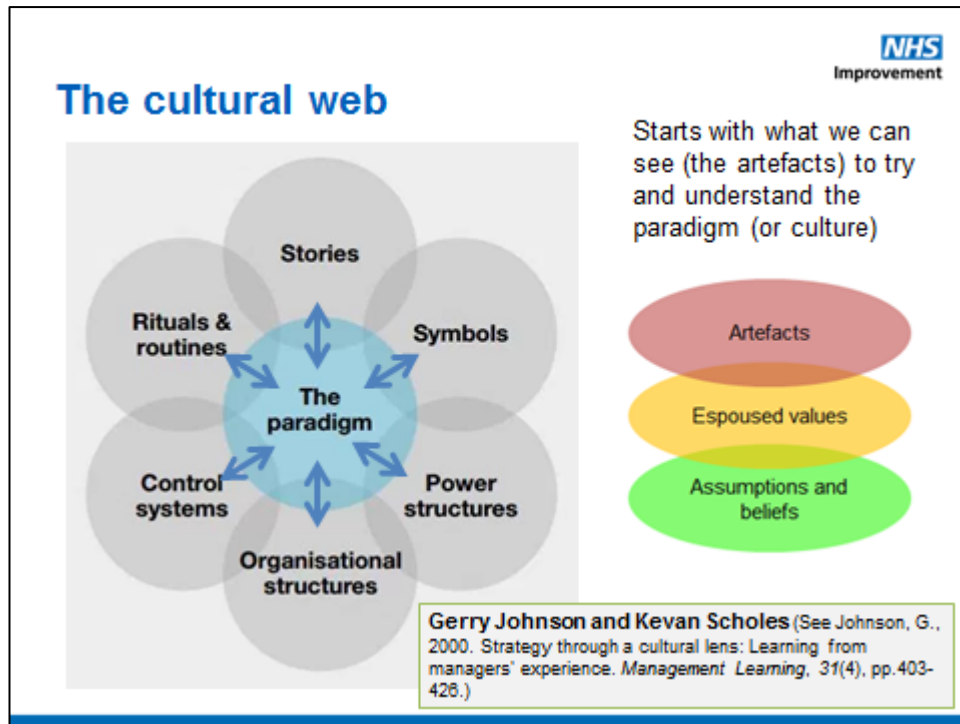 NHS
Improvement
The cultural web
Starts with what we can
see (the artefacts) to try
and understand the
paradigm (or culture)
Stories
Rituals &
routines
Symbols
The
paradigm
Control
systems
Power
structures
Organisational
structures
Artefacts
Espoused values
Assumptions and
beliefs
Gerry Johnson and Kevan Scholes (See Johnson, G.,
2000. Strategy through a cultural lens: Learning from
managers' experience. Management Learning, 31(4), pp.403-
426.)